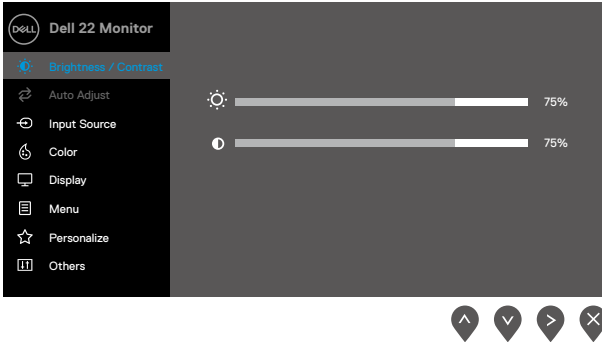 DELL
Dell 22 Monitor
Brightness / Contrast
Auto Adjust
Input Source
Color
Display
Menu
Personalize
Others
75%
75%